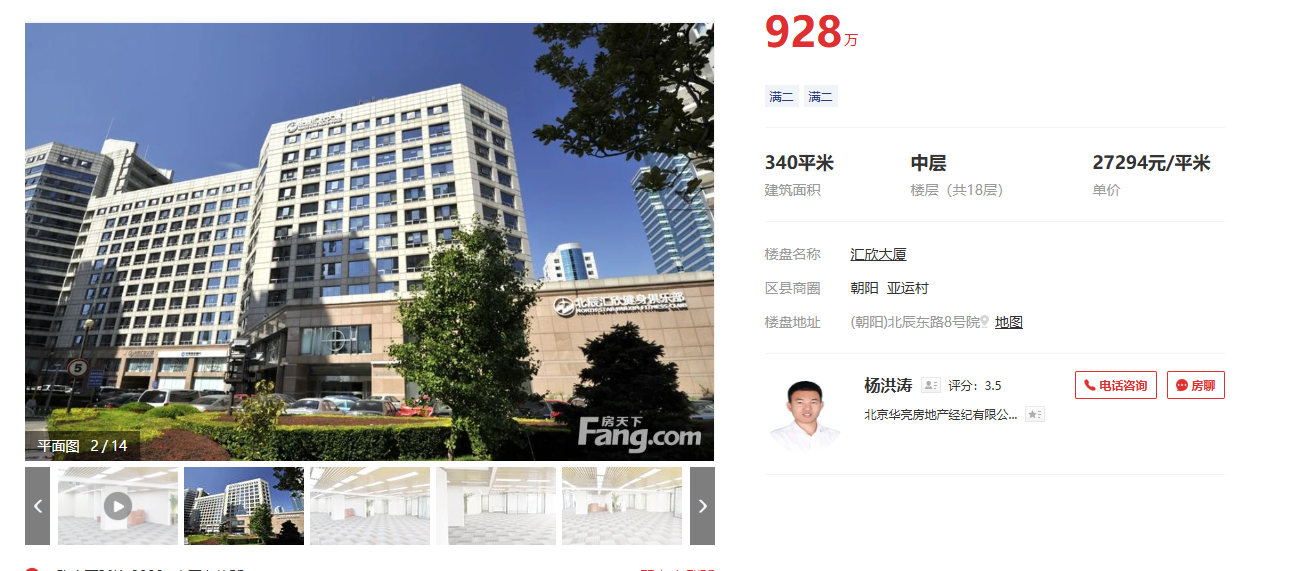 928万
满二 满二
340平米 中层 27294元/平米
建筑面积 楼层（共18层） 单价
楼盘名称 汇欣大厦
区县商圈 朝阳 亚运村
楼盘地址 (朝阳)北辰东路8号院 地图
杨洪涛 评分：3.5
北京华亮房地产经纪有限公...
电话咨询 房聊
北辰汇欣健身俱乐部
5
房天下
Fang.com
平面图 2 / 14